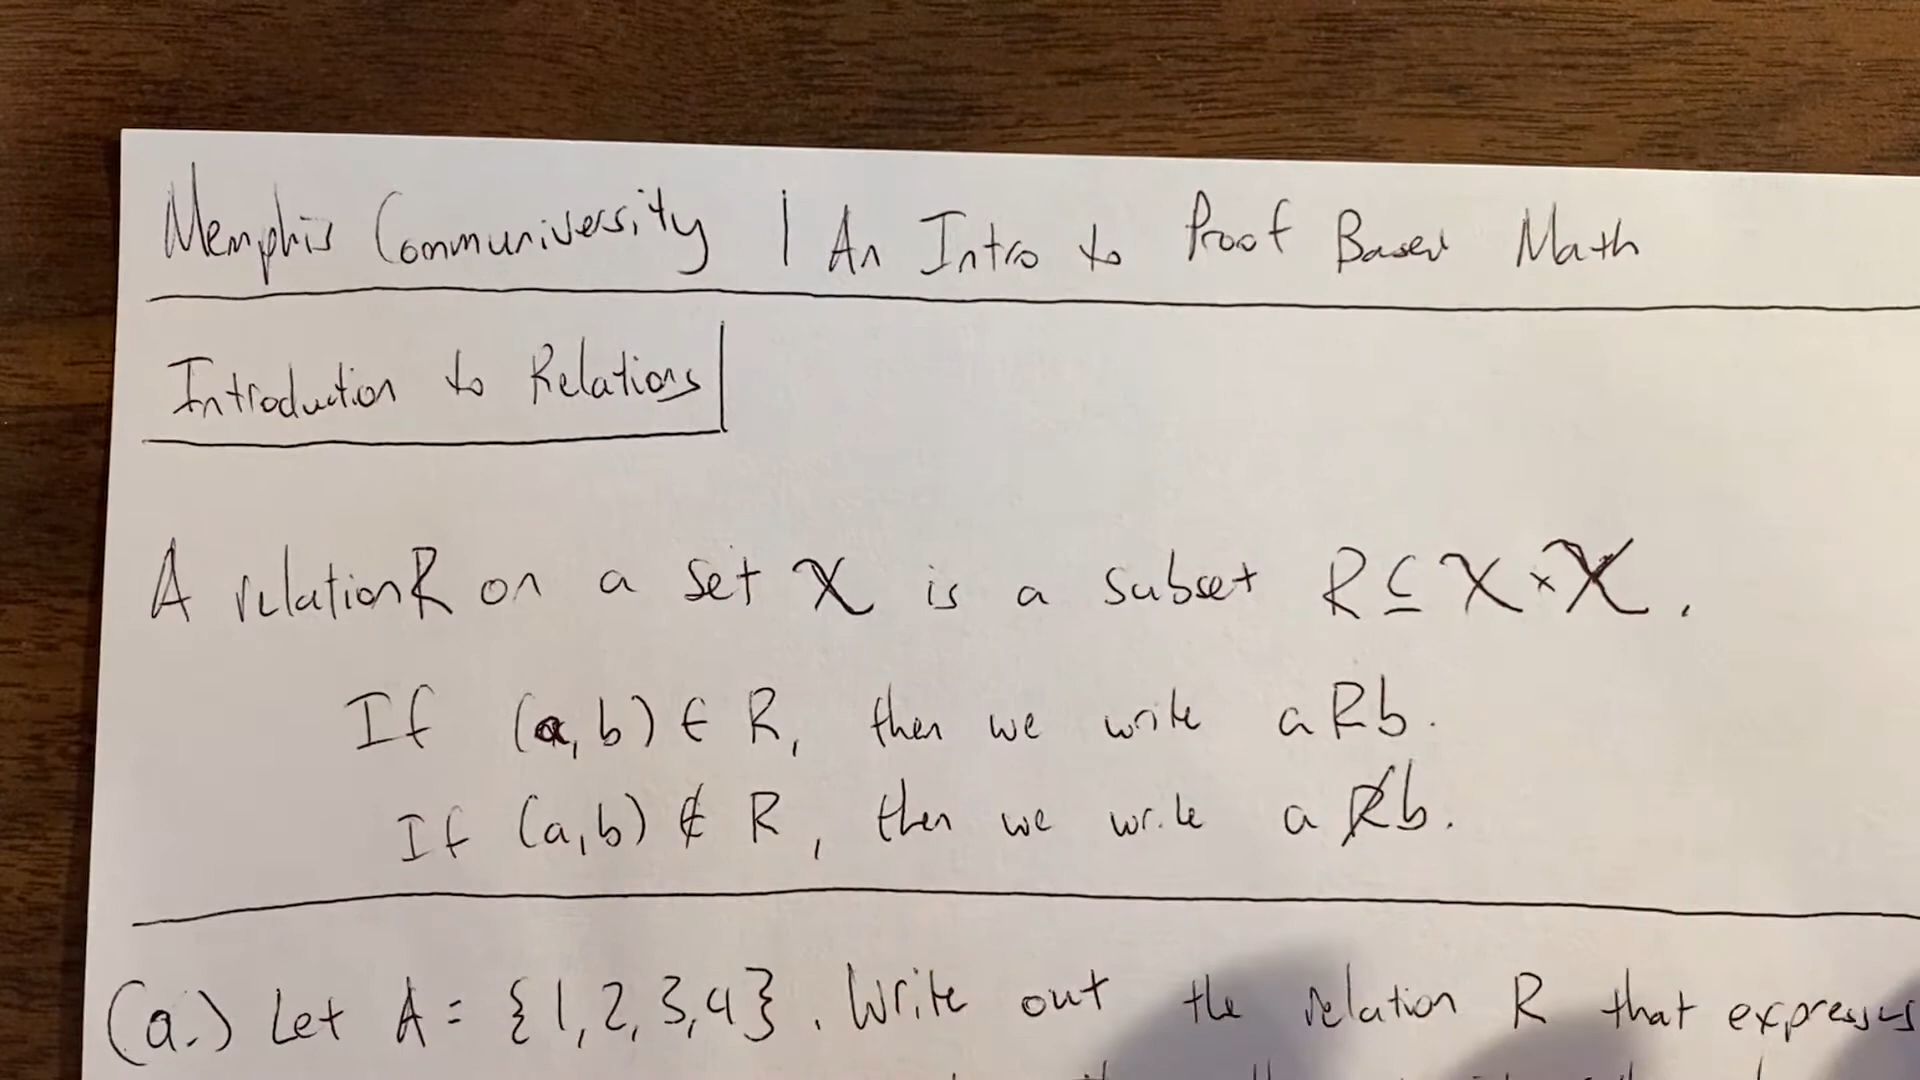 Memphis Communiversity | An Intro to Proof Based Math
Introduction to Relations
A relation R on a set X is a subset R ⊆ X × X.
If (a, b) ∈ R, then we write a R b.
If (a, b) ∉ R, then we write a R̸ b.
(a.) Let A = {1, 2, 3, 4}. Write out the relation R that expresses